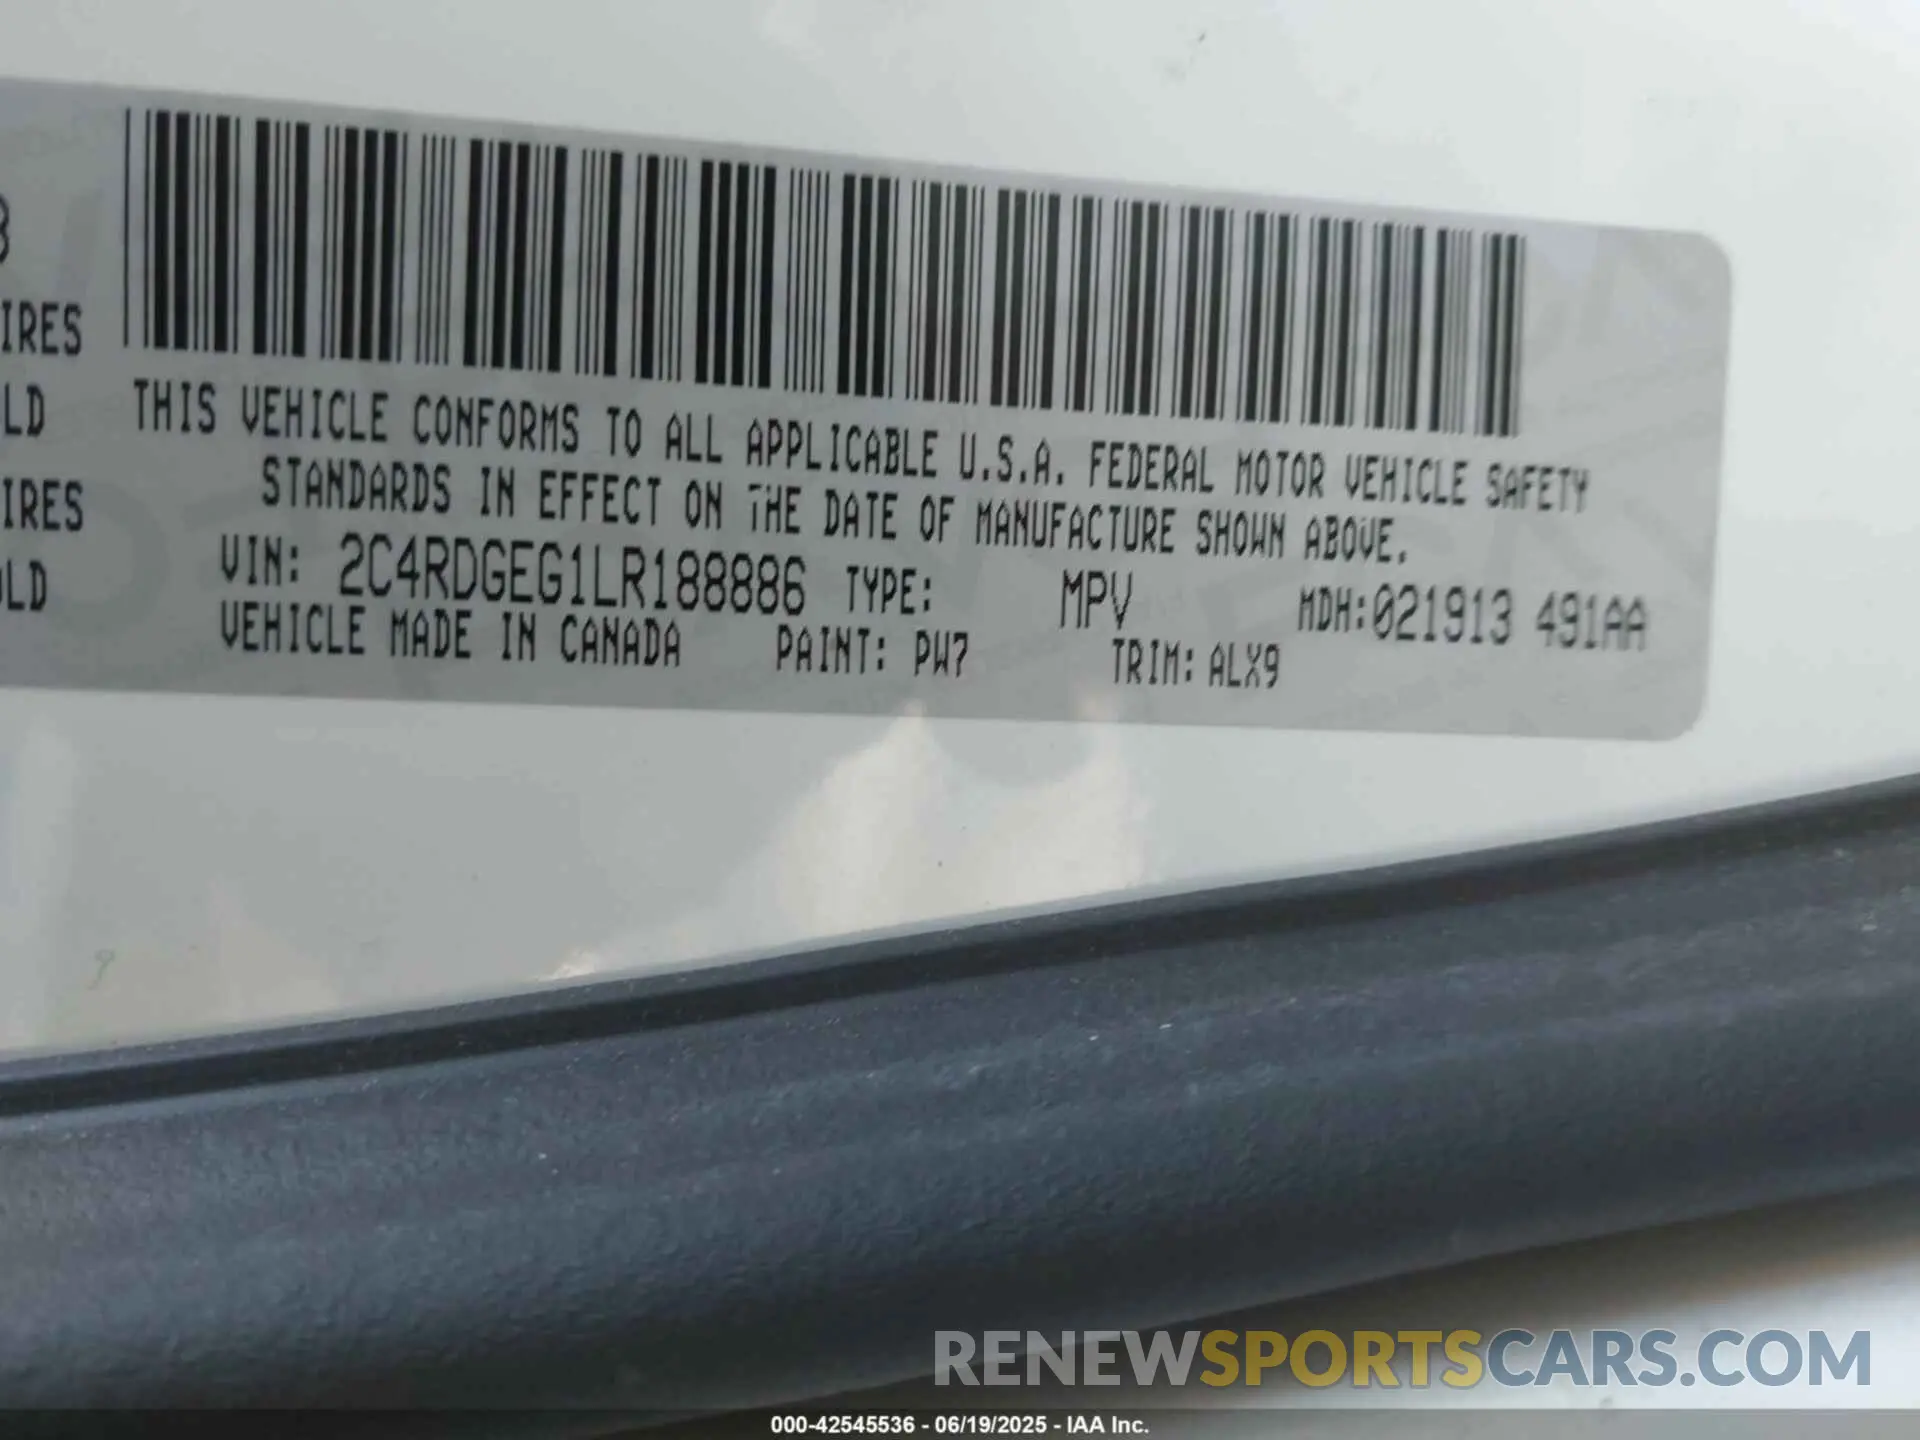 8
IRES
LD
IRES
LD
THIS VEHICLE CONFORMS TO ALL APPLICABLE U.S.A. FEDERAL MOTOR VEHICLE SAFETY
STANDARDS IN EFFECT ON THE DATE OF MANUFACTURE SHOWN ABOVE.
VIN: 2C4RDGEG1LR188886 TYPE: MPV MDH:021913 491AA
VEHICLE MADE IN CANADA PAINT: PW7 TRIM: ALX9
RENEWSPORTSCARS.COM
000-42545536 - 06/19/2025 - IAA Inc.